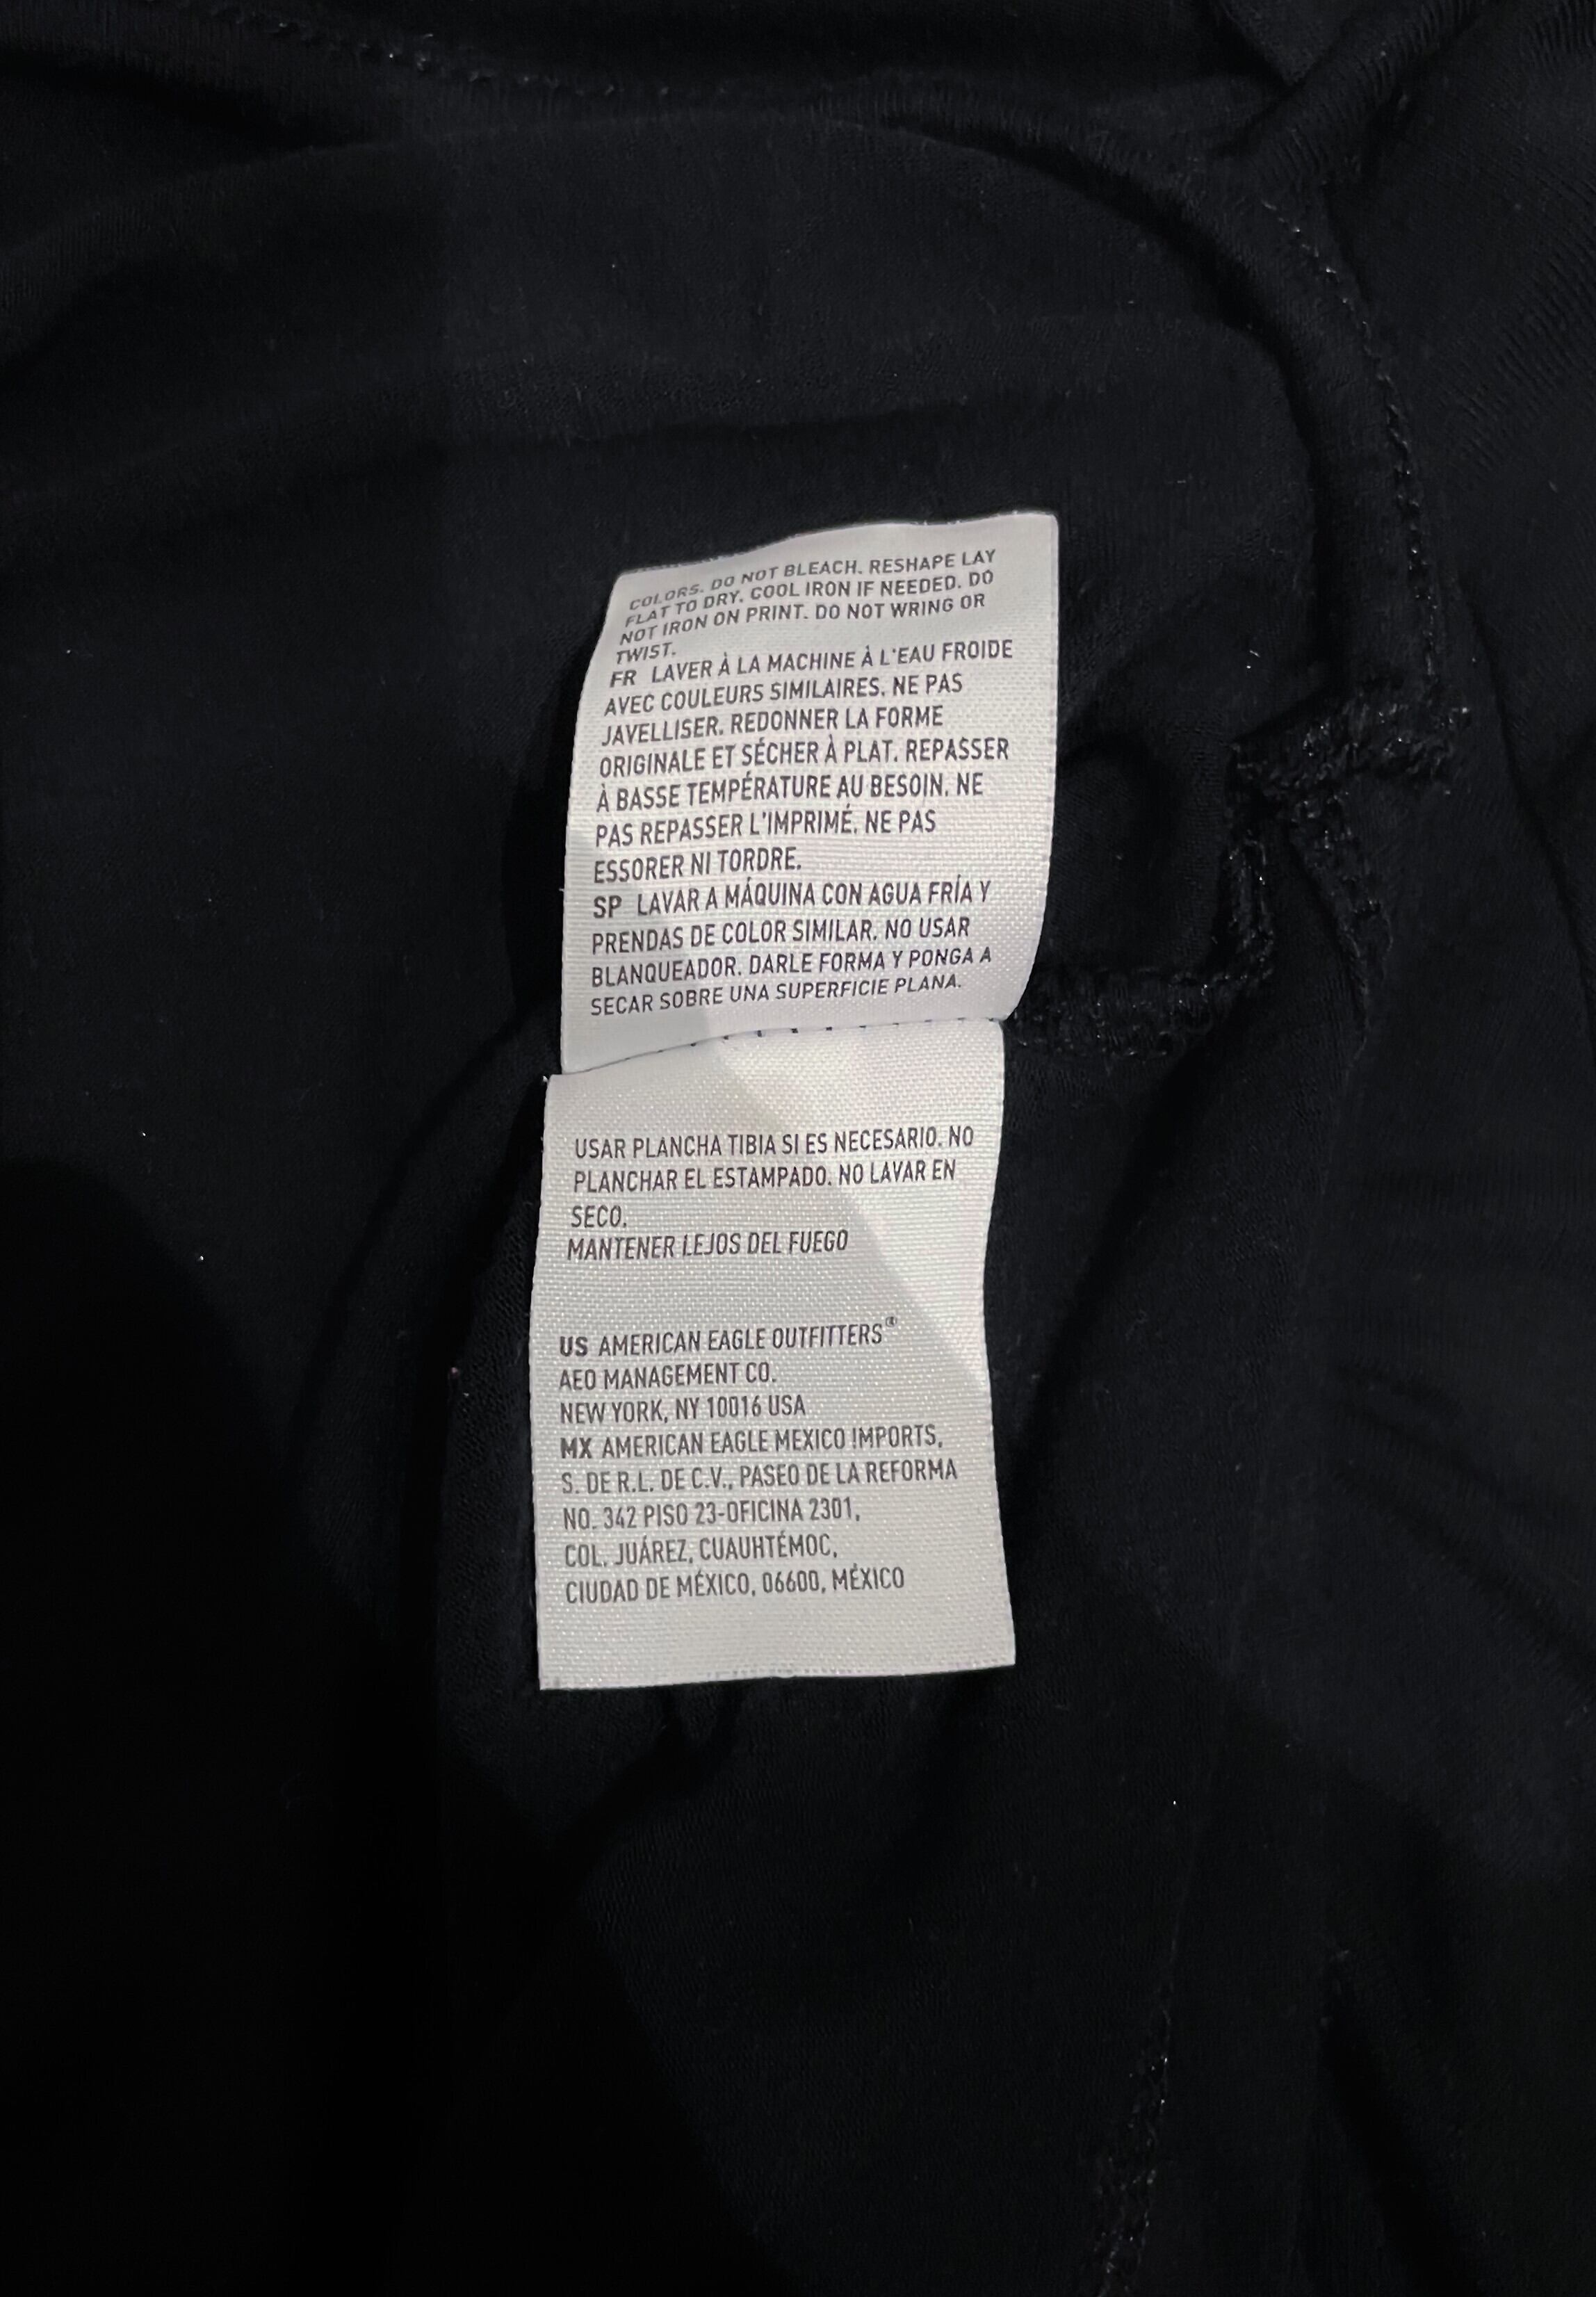 COLORS. DO NOT BLEACH. RESHAPE LAY
FLAT TO DRY. COOL IRON IF NEEDED. DO
NOT IRON ON PRINT. DO NOT WRING OR
TWIST.
FR LAVER À LA MACHINE À L'EAU FROIDE
AVEC COULEURS SIMILAIRES. NE PAS
JAVELLISER. REDONNER LA FORME
ORIGINALE ET SÉCHER À PLAT. REPASSER
À BASSE TEMPÉRATURE AU BESOIN. NE
PAS REPASSER L'IMPRIMÉ. NE PAS
ESSORER NI TORDRE.
SP LAVAR A MÁQUINA CON AGUA FRÍA Y
PRENDAS DE COLOR SIMILAR. NO USAR
BLANQUEADOR. DARLE FORMA Y PONGA A
SECAR SOBRE UNA SUPERFICIE PLANA.
USAR PLANCHA TIBIA SI ES NECESARIO. NO
PLANCHAR EL ESTAMPADO. NO LAVAR EN
SECO.
MANTENER LEJOS DEL FUEGO
US AMERICAN EAGLE OUTFITTERS®
AEO MANAGEMENT CO.
NEW YORK, NY 10016 USA
MX AMERICAN EAGLE MEXICO IMPORTS,
S. DE R.L. DE C.V., PASEO DE LA REFORMA
NO. 342 PISO 23-OFICINA 2301,
COL. JUÁREZ, CUAUHTÉMOC,
CIUDAD DE MÉXICO, 06600, MÉXICO